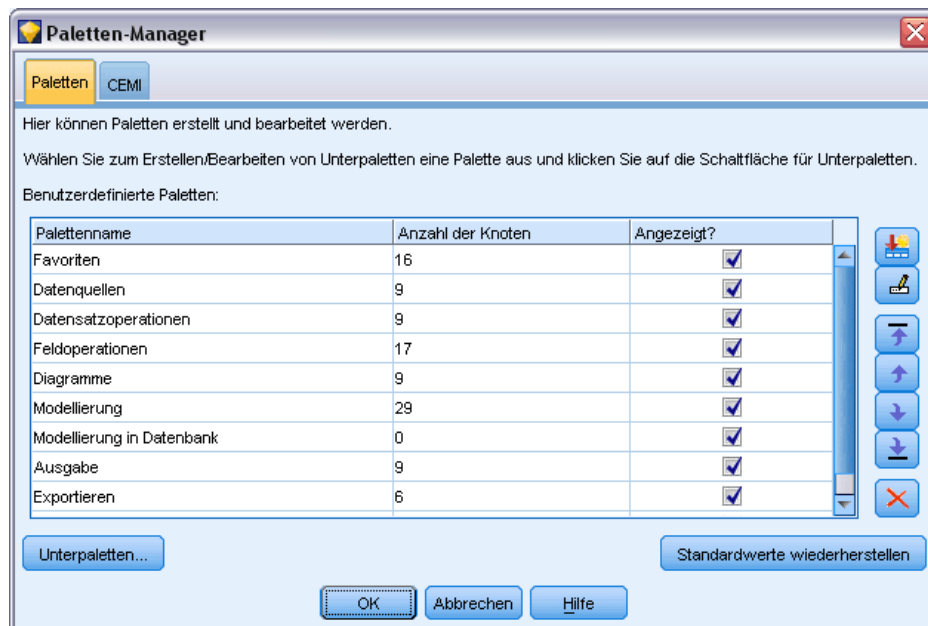 Paletten-Manager
Paletten CEMI
Hier können Paletten erstellt und bearbeitet werden.
Wählen Sie zum Erstellen/Bearbeiten von Unterpaletten eine Palette aus und klicken Sie auf die Schaltfläche für Unterpaletten.
Benutzerdefinierte Paletten:
Palettenname Anzahl der Knoten Angezeigt?
Favoriten 16
Datenquellen 9
Datensatzoperationen 9
Feldoperationen 17
Diagramme 9
Modellierung 29
Modellierung in Datenbank 0
Ausgabe 9
Exportieren 6
Unterpaletten... Standardwerte wiederherstellen
OK Abbrechen Hilfe